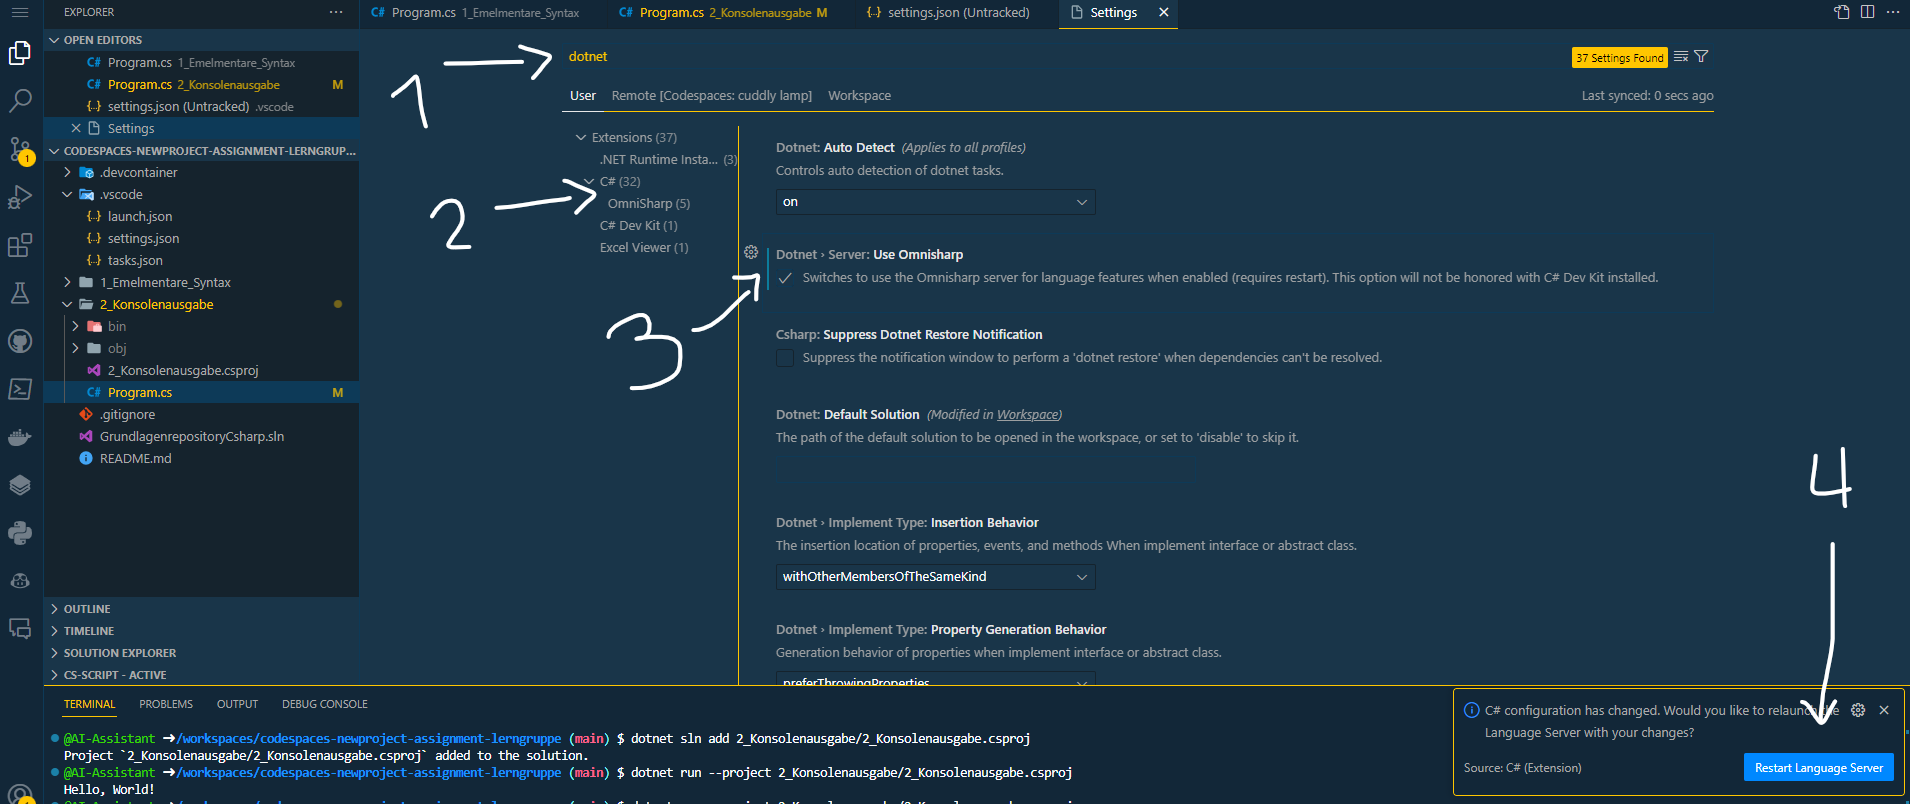 EXPLORER
···
OPEN EDITORS
C# Program.cs 1_Emelmentare_Syntax
C# Program.cs 2_Konsolenausgabe M
{..} settings.json (Untracked) .vscode
Settings
CODESPACES-NEWPROJECT-ASSIGNMENT-LERNGRUP...
.devcontainer
.vscode
{..} launch.json
{..} settings.json
{..} tasks.json
1_Emelmentare_Syntax
2_Konsolenausgabe
bin
obj
2_Konsolenausgabe.csproj
C# Program.cs M
.gitignore
GrundlagenrepositoryCsharp.sln
README.md
OUTLINE
TIMELINE
SOLUTION EXPLORER
CS-SCRIPT - ACTIVE
1
C# Program.cs 1_Emelmentare_Syntax
C# Program.cs 2_Konsolenausgabe M
{..} settings.json (Untracked)
Settings
···
1
dotnet
37 Settings Found
User Remote [Codespaces: cuddly lamp] Workspace
Last synced: 0 secs ago
Extensions (37)
.NET Runtime Insta... (3)
C# (32)
OmniSharp (5)
C# Dev Kit (1)
Excel Viewer (1)
2
3
Dotnet: Auto Detect (Applies to all profiles)
Controls auto detection of dotnet tasks.
on
Dotnet › Server: Use Omnisharp
Switches to use the Omnisharp server for language features when enabled (requires restart). This option will not be honored with C# Dev Kit installed.
Csharp: Suppress Dotnet Restore Notification
Suppress the notification window to perform a 'dotnet restore' when dependencies can't be resolved.
Dotnet: Default Solution (Modified in Workspace)
The path of the default solution to be opened in the workspace, or set to 'disable' to skip it.
Dotnet › Implement Type: Insertion Behavior
The insertion location of properties, events, and methods When implement interface or abstract class.
withOtherMembersOfTheSameKind
Dotnet › Implement Type: Property Generation Behavior
Generation behavior of properties when implement interface or abstract class.
preferThrowingProperties
4
TERMINAL PROBLEMS OUTPUT DEBUG CONSOLE
@AI-Assistant ➜/workspaces/codespaces-newproject-assignment-lerngruppe (main) $ dotnet sln add 2_Konsolenausgabe/2_Konsolenausgabe.csproj
Project `2_Konsolenausgabe/2_Konsolenausgabe.csproj` added to the solution.
@AI-Assistant ➜/workspaces/codespaces-newproject-assignment-lerngruppe (main) $ dotnet run --project 2_Konsolenausgabe/2_Konsolenausgabe.csproj
Hello, World!
C# configuration has changed. Would you like to relaunch the
Language Server with your changes?
Source: C# (Extension)
Restart Language Server